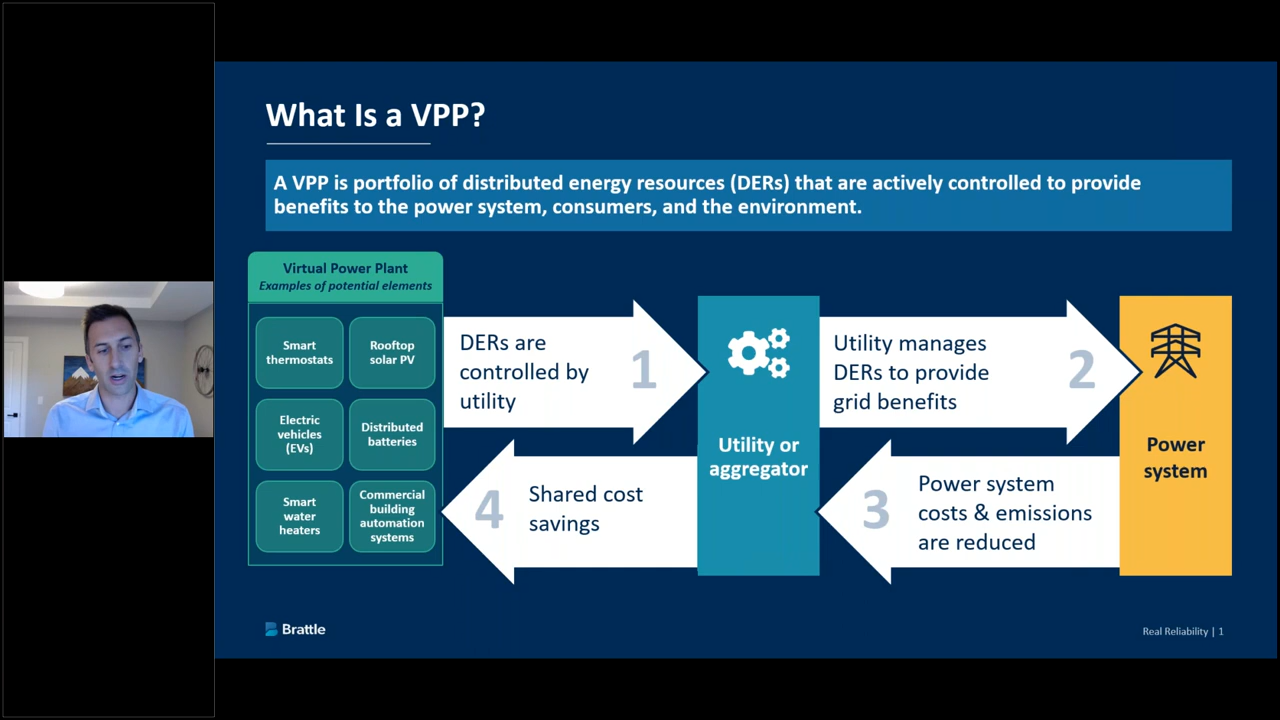 What Is a VPP?
A VPP is portfolio of distributed energy resources (DERs) that are actively controlled to provide
benefits to the power system, consumers, and the environment.
Virtual Power Plant
Examples of potential elements
Smart
thermostats
Rooftop
solar PV
Electric
vehicles
(EVs)
Distributed
batteries
Smart
water
heaters
Commercial
building
automation
systems
DERs are
controlled by
utility
1
Utility or
aggregator
Utility manages
DERs to provide
grid benefits
2
Power
system
3
Power system
costs & emissions
are reduced
4
Shared cost
savings
Brattle
Real Reliability | 1